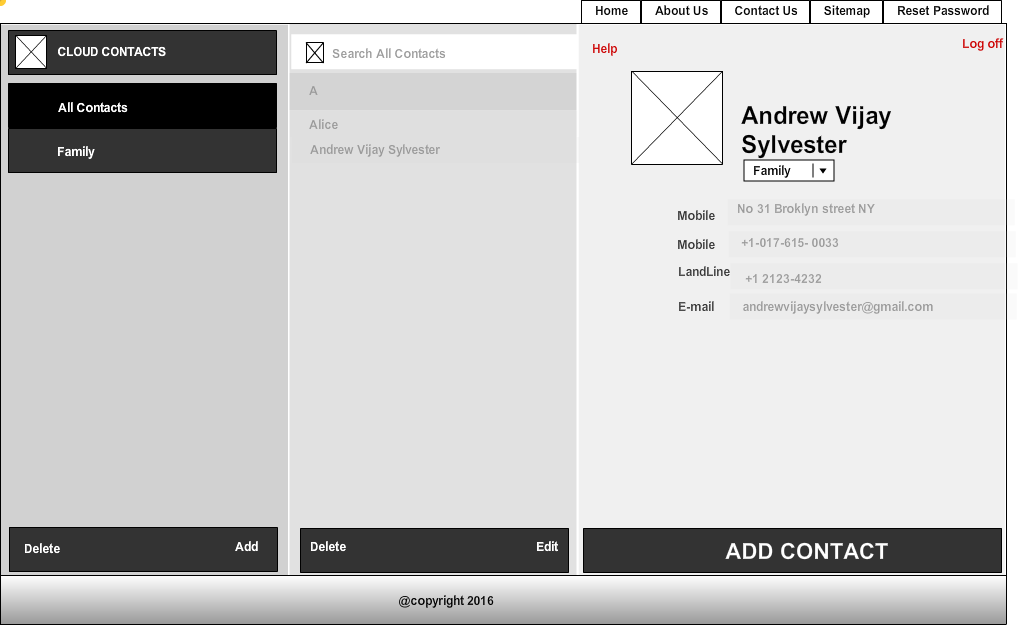 Home About Us Contact Us Sitemap Reset Password
CLOUD CONTACTS
All Contacts
Family
Delete Add
Search All Contacts
A
Alice
Andrew Vijay Sylvester
Delete Edit
Help Log off
Andrew Vijay
Sylvester
Family
Mobile No 31 Broklyn street NY
Mobile +1-017-615- 0033
LandLine +1 2123-4232
E-mail andrewvijaysylvester@gmail.com
ADD CONTACT
@copyright 2016